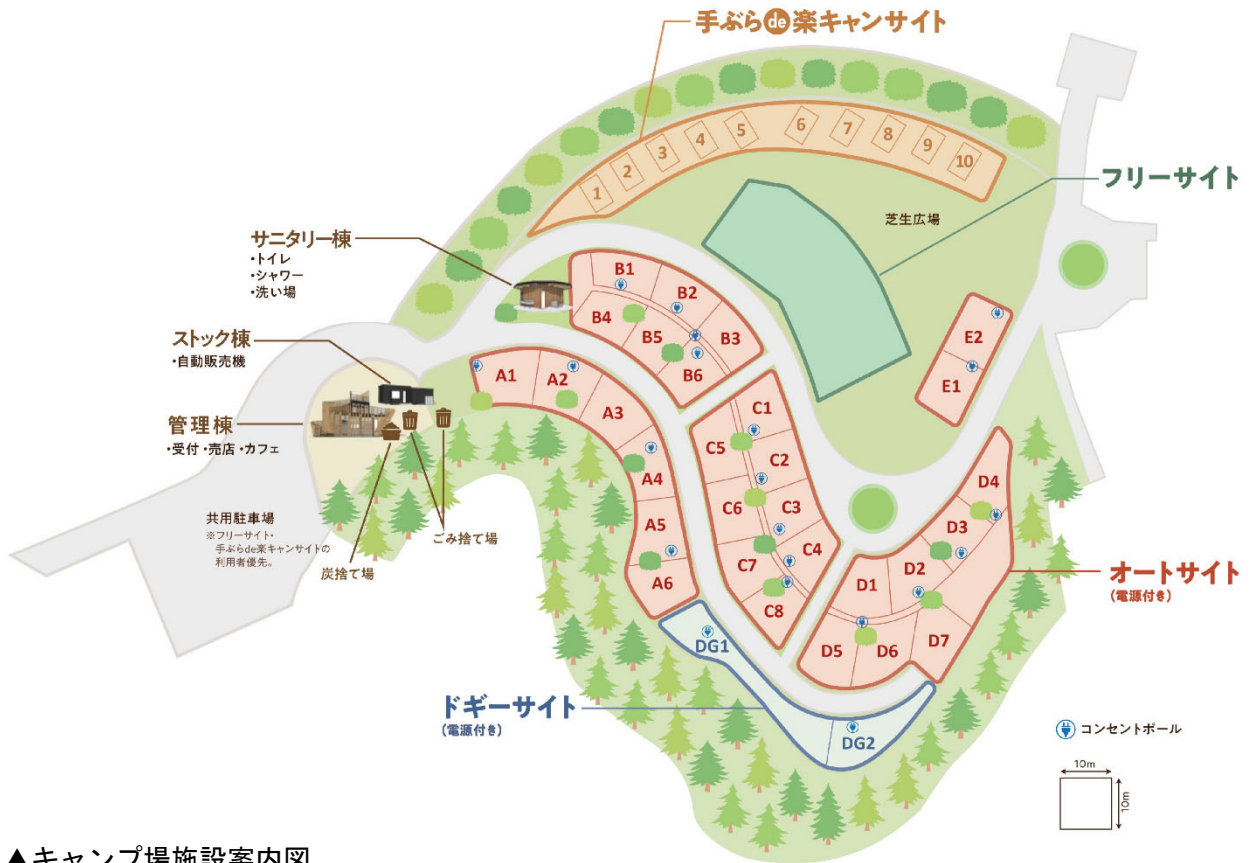 手ぶらde楽キャンサイト
1
2
3
4
5
6
7
8
9
10
フリーサイト
芝生広場
サニタリー棟
・トイレ
・シャワー
・洗い場
ストック棟
・自動販売機
管理棟
・受付・売店・カフェ
共用駐車場
※フリーサイト・
手ぶらde楽キャンサイトの
利用者優先。
炭捨て場
ごみ捨て場
B1
B2
B3
B4
B5
B6
A1
A2
A3
A4
A5
A6
C1
C2
C3
C4
C5
C6
C7
C8
E2
E1
D4
D3
D2
D1
D5
D6
D7
オートサイト
(電源付き)
DG1
DG2
ドギーサイト
(電源付き)
コンセントポール
10m
10m
▲キャンプ場施設案内図